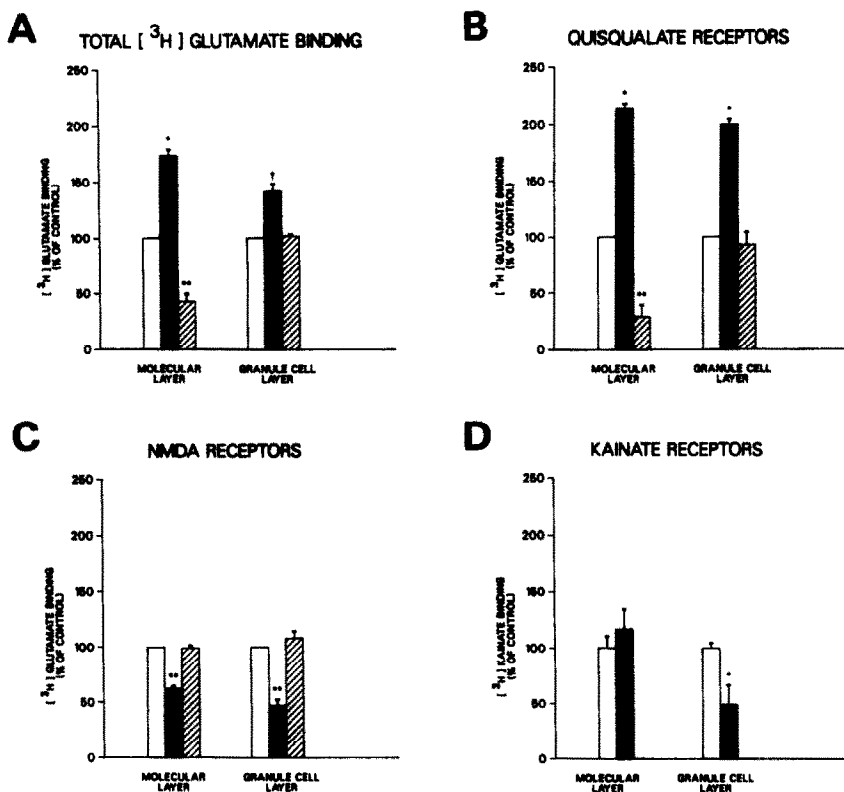 A
TOTAL [ ³H ] GLUTAMATE BINDING
250
200
150
100
50
0
[ ³H ] GLUTAMATE BINDING
(% OF CONTROL)
*
**
†
MOLECULAR
LAYER
GRANULE CELL
LAYER
B
QUISQUALATE RECEPTORS
250
200
150
100
50
0
[ ³H ] GLUTAMATE BINDING
(% OF CONTROL)
*
**
*
MOLECULAR
LAYER
GRANULE CELL
LAYER
C
NMDA RECEPTORS
250
200
150
100
50
0
[ ³H ] GLUTAMATE BINDING
(% OF CONTROL)
**
**
MOLECULAR
LAYER
GRANULE CELL
LAYER
D
KAINATE RECEPTORS
250
200
150
100
50
0
[ ³H ] KAINATE BINDING
(% OF CONTROL)
*
MOLECULAR
LAYER
GRANULE CELL
LAYER